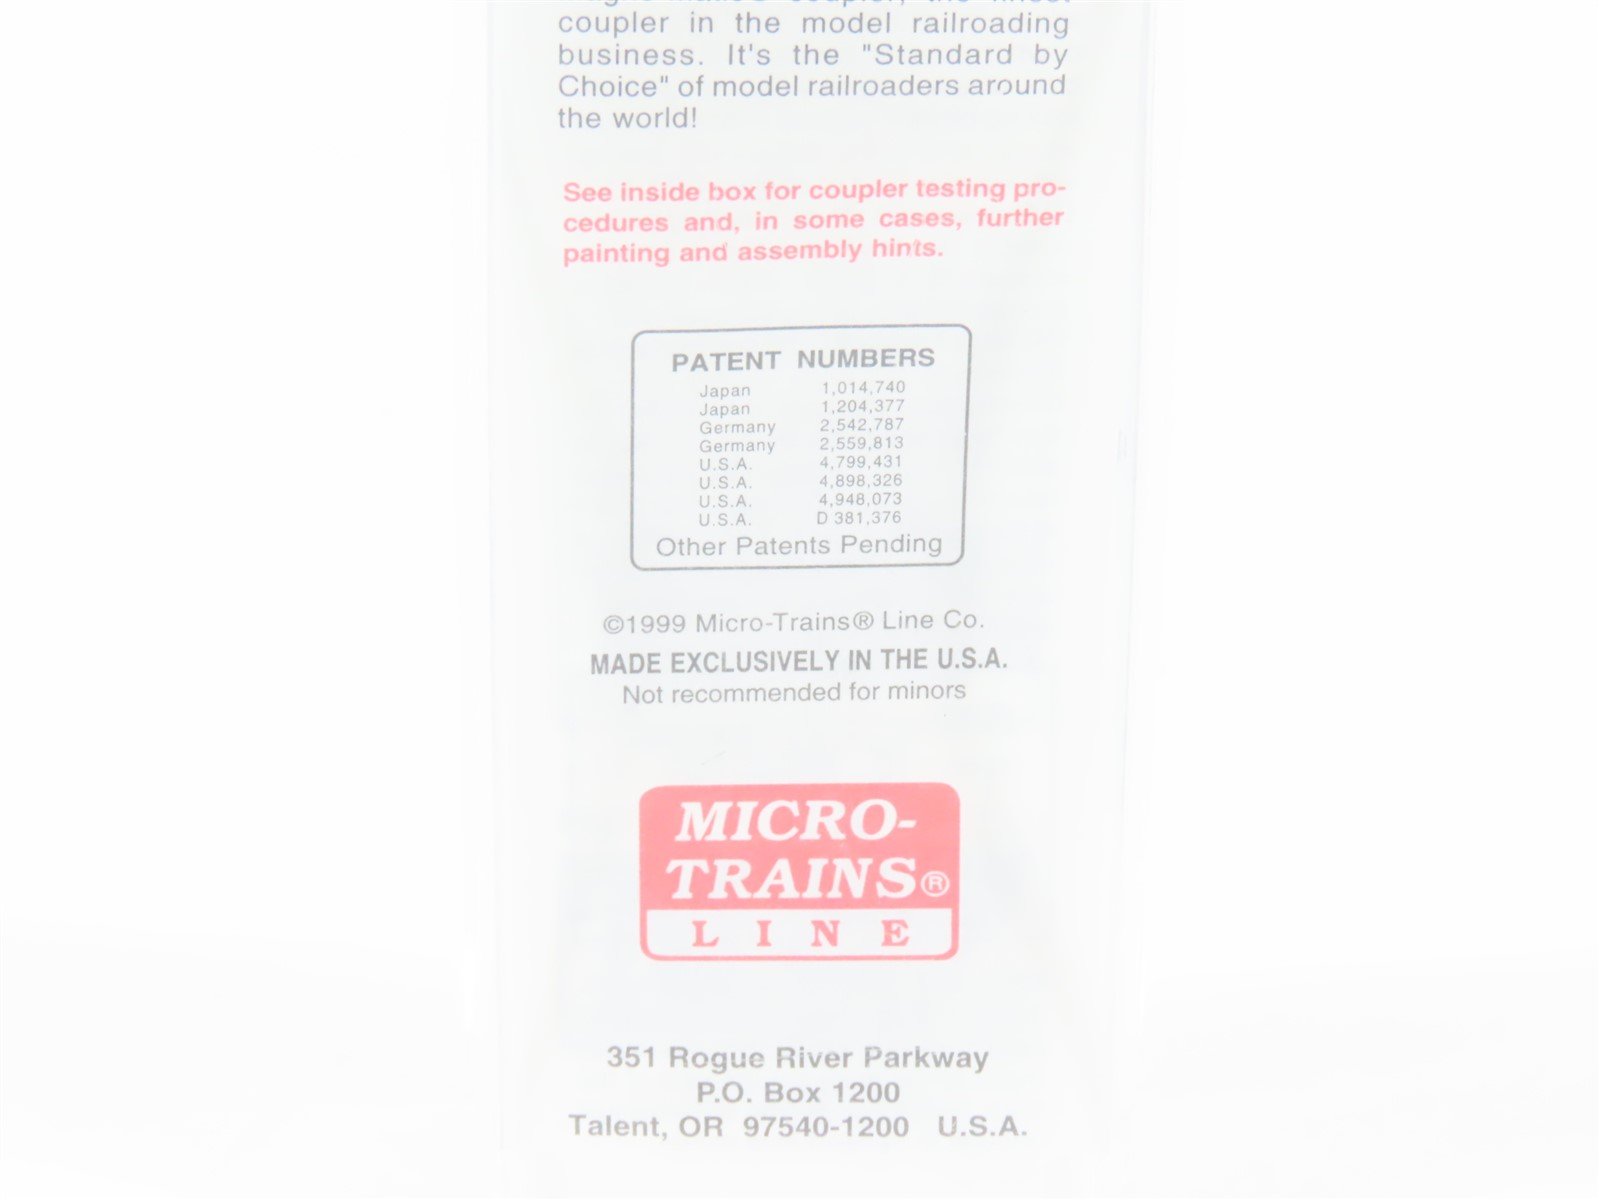 coupler, the finest
coupler in the model railroading
business. It's the "Standard by
Choice" of model railroaders around
the world!
See inside box for coupler testing pro-
cedures and, in some cases, further
painting and assembly hints.
PATENT NUMBERS
Japan 1,014,740
Japan 1,204,377
Germany 2,542,787
Germany 2,559,813
U.S.A. 4,799,431
U.S.A. 4,898,326
U.S.A. 4,948,073
U.S.A. D 381,376
Other Patents Pending
©1999 Micro-Trains® Line Co.
MADE EXCLUSIVELY IN THE U.S.A.
Not recommended for minors
MICRO-
TRAINS®
LINE
351 Rogue River Parkway
P.O. Box 1200
Talent, OR 97540-1200 U.S.A.